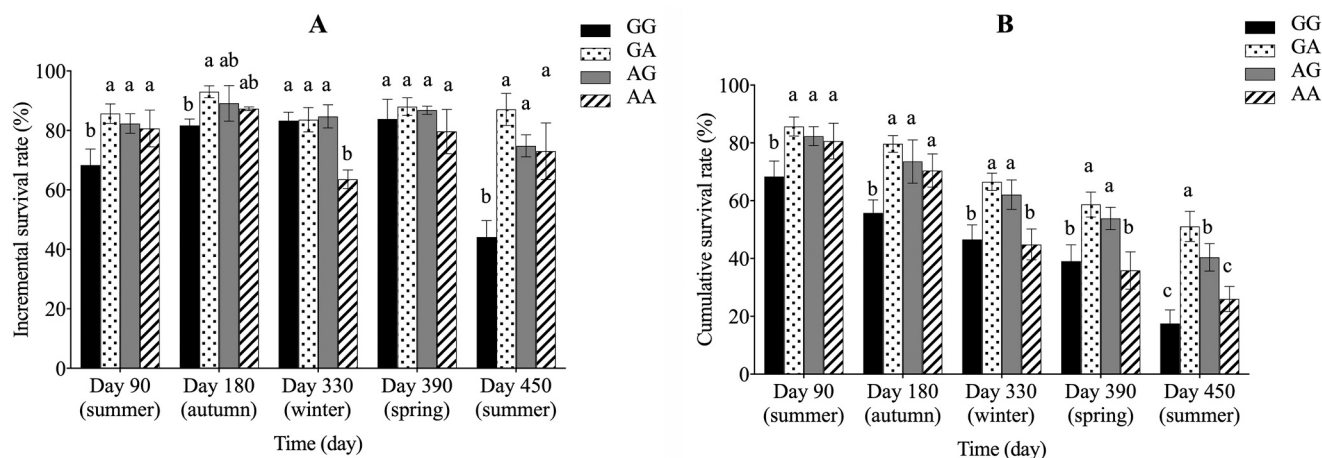 A
GG
GA
AG
AA
Incremental survival rate (%)
100
80
60
40
20
0
b a a a
b a ab ab
a a a b
a a a a
b a a a
Day 90 Day 180 Day 330 Day 390 Day 450
(summer) (autumn) (winter) (spring) (summer)
Time (day)
B
GG
GA
AG
AA
Cumulative survival rate (%)
100
80
60
40
20
0
b a a a
b a a a
b a a b
b a a b
c a b c
Day 90 Day 180 Day 330 Day 390 Day 450
(summer) (autumn) (winter) (spring) (summer)
Time (day)